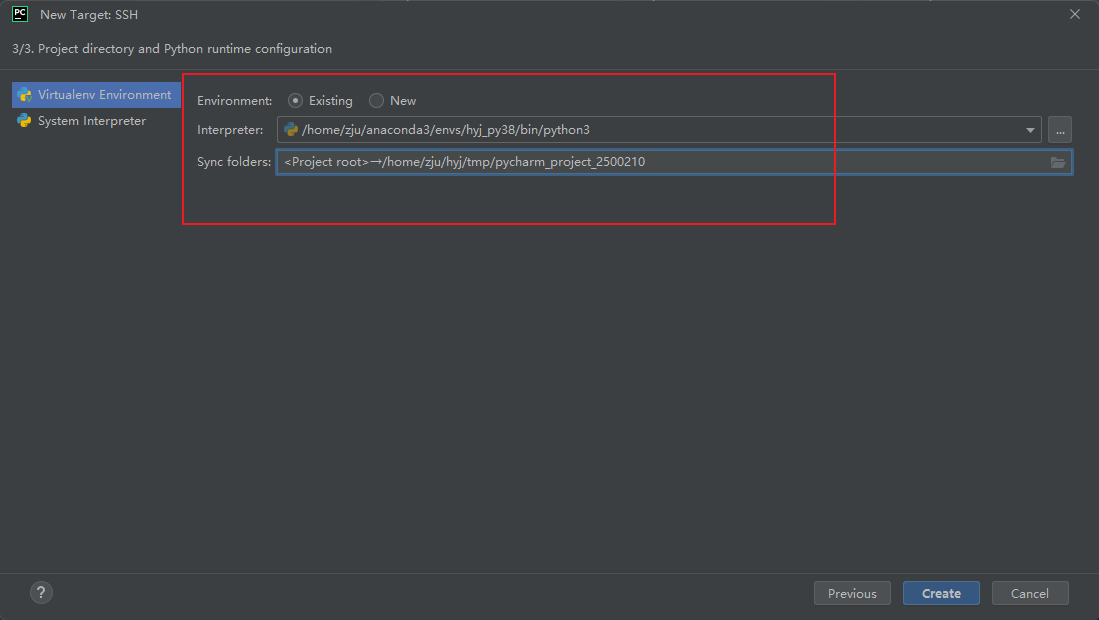 PC New Target: SSH
3/3. Project directory and Python runtime configuration
Virtualenv Environment
System Interpreter
Environment: Existing New
Interpreter: /home/zju/anaconda3/envs/hyj_py38/bin/python3 ...
Sync folders: <Project root>→/home/zju/hyj/tmp/pycharm_project_2500210
? Previous Create Cancel